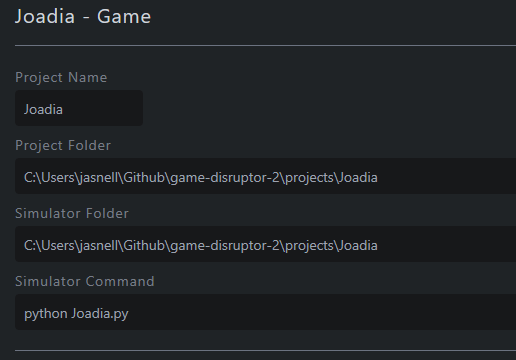 Joadia - Game
Project Name
Joadia
Project Folder
C:\Users\jasnell\Github\game-disruptor-2\projects\Joadia
Simulator Folder
C:\Users\jasnell\Github\game-disruptor-2\projects\Joadia
Simulator Command
python Joadia.py